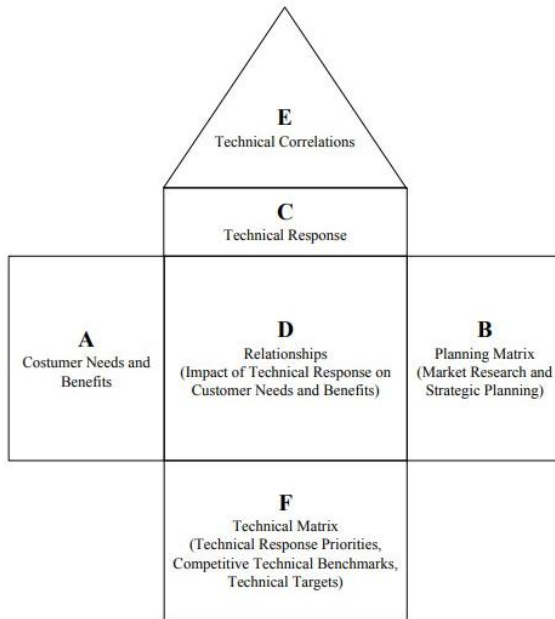 E
Technical Correlations
C
Technical Response
A
Costumer Needs and
Benefits
D
Relationships
(Impact of Technical Response on
Customer Needs and Benefits)
B
Planning Matrix
(Market Research and
Strategic Planning)
F
Technical Matrix
(Technical Response Priorities,
Competitive Technical Benchmarks,
Technical Targets)